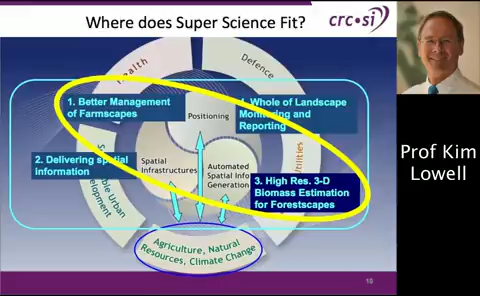 Where does Super Science Fit?
crc•si
Health
Defence
1. Better Management
of Farmscapes
Whole of Landscape
Monitoring and
Reporting
Positioning
2. Delivering spatial
information
Spatial
Infrastructures
Automated
Spatial Info
Generation
Utilities
3. High Res. 3-D
Biomass Estimation
for Forestscapes
Urban
Agriculture, Natural
Resources, Climate Change
Prof Kim
Lowell